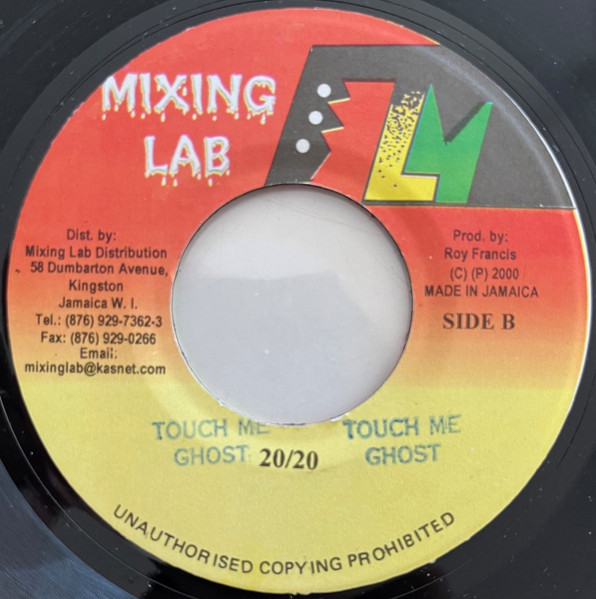 MIXING
LAB
ML
Dist. by:
Mixing Lab Distribution
58 Dumbarton Avenue,
Kingston
Jamaica W. I.
Tel.: (876) 929-7362-3
Fax: (876) 929-0266
Email:
mixinglab@kasnet.com
Prod. by:
Roy Francis
(C) (P) 2000
MADE IN JAMAICA
SIDE B
TOUCH ME TOUCH ME
GHOST 20/20 GHOST
UNAUTHORISED COPYING PROHIBITED